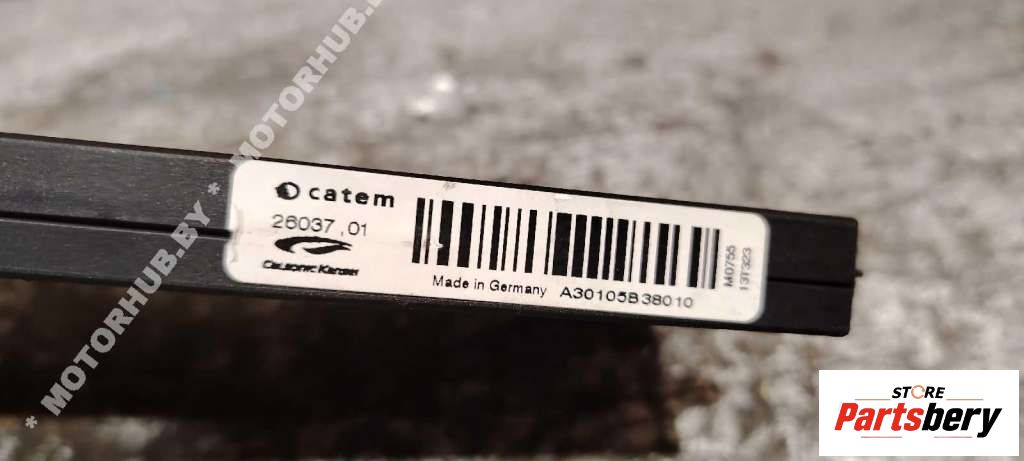 * MOTORHUB.BY * MOTORHUB.BY
catem
26037,01
Calsonic Kansei
Made in Germany A30105B38010
M0755
13T323
STORE
Partsbery